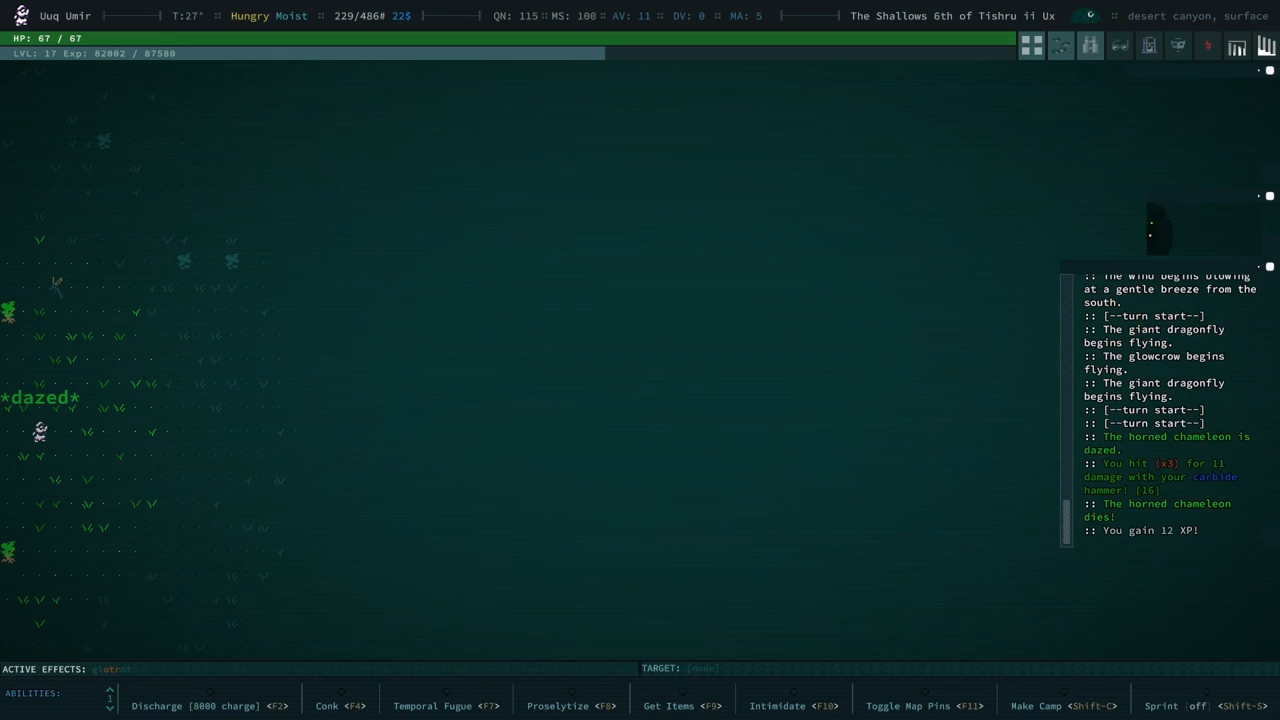 Uuq Umir T:27° :: Hungry Moist :: 229/486# 22$ QN: 115 :: MS: 100 :: AV: 11 :: DV: 0 :: MA: 5 The Shallows 6th of Tishru ii Ux :: desert canyon, surface
HP: 67 / 67
LVL: 17 Exp: 82002 / 87580
*dazed*
:: The wind begins blowing
at a gentle breeze from the
south.
:: [--turn start--]
:: The giant dragonfly
begins flying.
:: The glowcrow begins
flying.
:: The giant dragonfly
begins flying.
:: [--turn start--]
:: [--turn start--]
:: The horned chameleon is
dazed.
:: You hit (x3) for 11
damage with your carbide
hammer! [16]
:: The horned chameleon
dies!
:: You gain 12 XP!
ACTIVE EFFECTS: glotrot TARGET: [none]
ABILITIES: 1 Discharge [8000 charge] <F2> Conk <F4> Temporal Fugue <F7> Proselytize <F8> Get Items <F9> Intimidate <F10> Toggle Map Pins <F11> Make Camp <Shift-C> Sprint [off] <Shift-S>